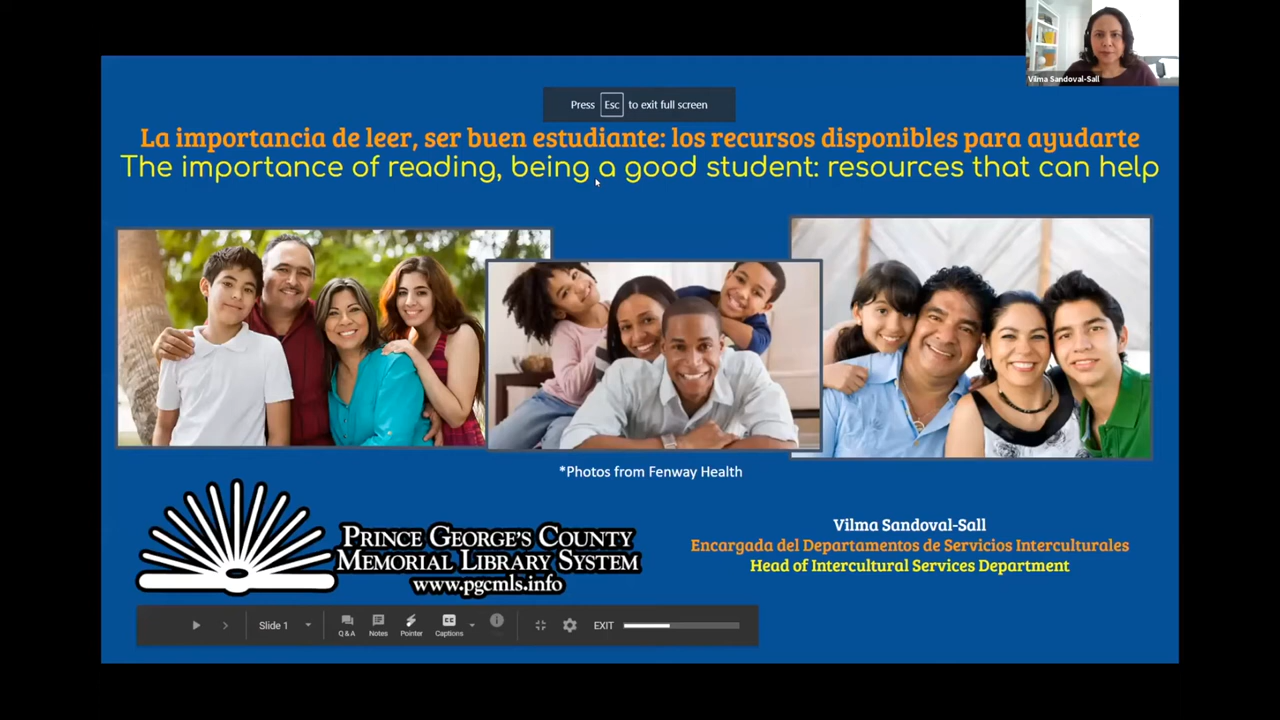 Vilma Sandoval-Sall
Press Esc to exit full screen
La importancia de leer, ser buen estudiante: los recursos disponibles para ayudarte
The importance of reading, being a good student: resources that can help
*Photos from Fenway Health
PRINCE GEORGE'S COUNTY
MEMORIAL LIBRARY SYSTEM
www.pgcmls.info
Vilma Sandoval-Sall
Encargada del Departamentos de Servicios Interculturales
Head of Intercultural Services Department
Slide 1
Q&A
Notes
Pointer
Captions
EXIT